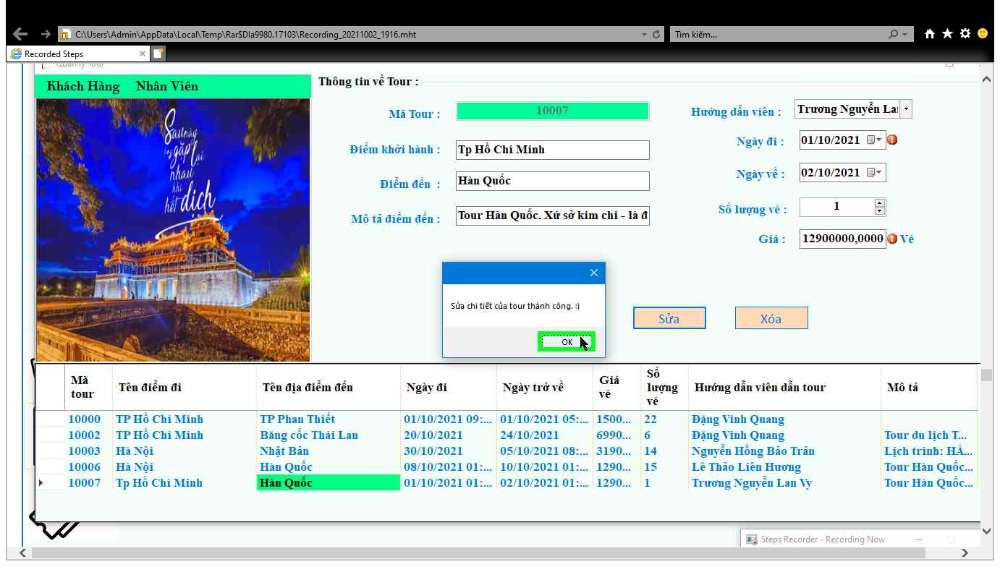 C:\Users\Admin\AppData\Local\Temp\Rar$DIa9980.17103\Recording_20211002_1916.mht
Tìm kiếm...
Recorded Steps
Quản lý Tour
Khách Hàng Nhân Viên
Thông tin về Tour :
Mã Tour : 10007
Hướng dẫn viên : Trương Nguyễn La
Ngày đi : 01/10/2021
Điểm khởi hành : Tp Hồ Chí Minh
Ngày về : 02/10/2021
Điểm đến : Hàn Quốc
Số lượng vé : 1
Mô tả điểm đến : Tour Hàn Quốc. Xứ sở kim chi - là đ
Giá : 12900000,0000 Vé
Sau này
gặp lại
nhau
khi
hết dịch
Sửa chi tiết của tour thành công. :)
OK
Sửa
Xóa
Mã tour Tên điểm đi Tên địa điểm đến Ngày đi Ngày trở về Giá vé Số lượng vé Hướng dẫn viên dẫn tour Mô tả
10000 TP Hồ Chí Minh TP Phan Thiết 01/10/2021 09:... 01/10/2021 05:... 1500... 22 Đặng Vinh Quang
10002 TP Hồ Chí Minh Băng cốc Thái Lan 20/10/2021 24/10/2021 6990... 6 Đặng Vinh Quang Tour du lịch T...
10003 Hà Nội Nhật Bản 30/10/2021 05/10/2021 08:... 3190... 14 Nguyễn Hồng Bảo Trân Lịch trình: HÀ...
10006 Hà Nội Hàn Quốc 08/10/2021 01:... 10/10/2021 01:... 1290... 15 Lê Thảo Liên Hương Tour Hàn Quốc...
10007 Tp Hồ Chí Minh Hàn Quốc 01/10/2021 01:... 02/10/2021 01:... 1290... 1 Trương Nguyễn Lan Vy Tour Hàn Quốc...
Steps Recorder - Recording Now